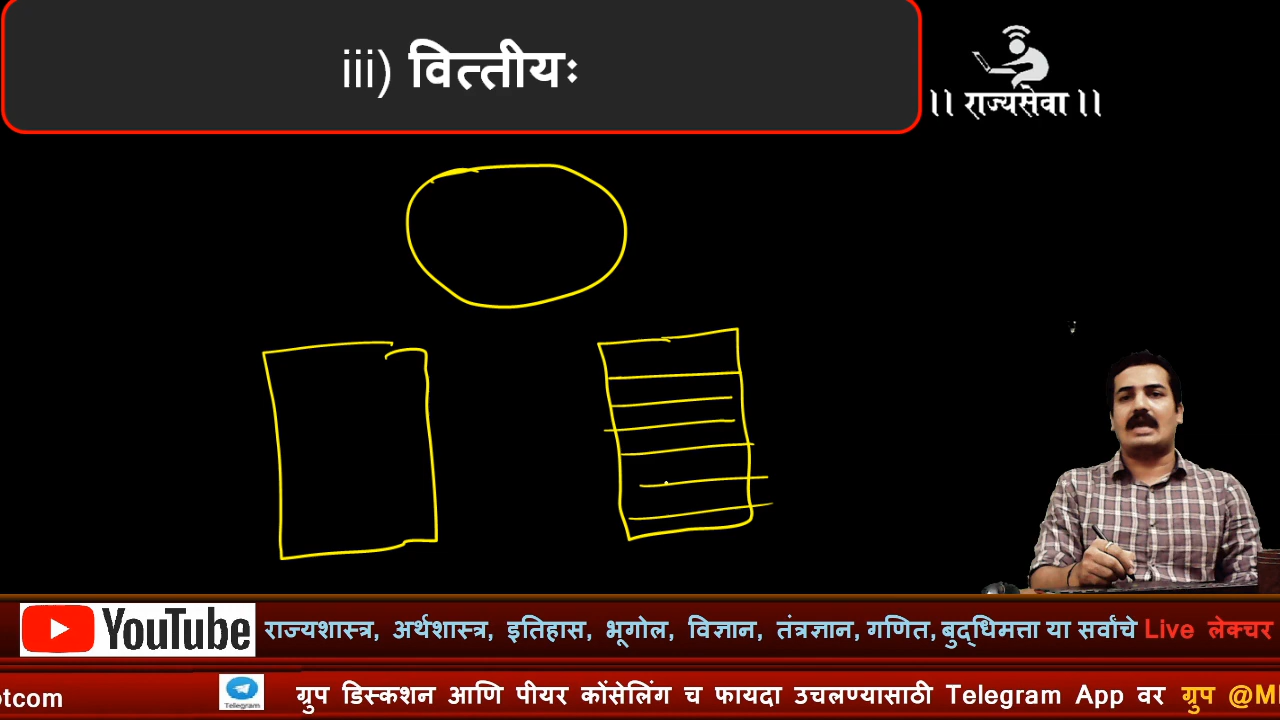 iii) वित्तीयः
।। राज्यसेवा ।।
YouTube राज्यशास्त्र, अर्थशास्त्र, इतिहास, भूगोल, विज्ञान, तंत्रज्ञान, गणित, बुद्धिमत्ता या सर्वांचे Live लेक्चर
otcom Telegram ग्रुप डिस्कशन आणि पीयर कोंसेलिंग च फायदा उचलण्यासाठी Telegram App वर ग्रुप @M